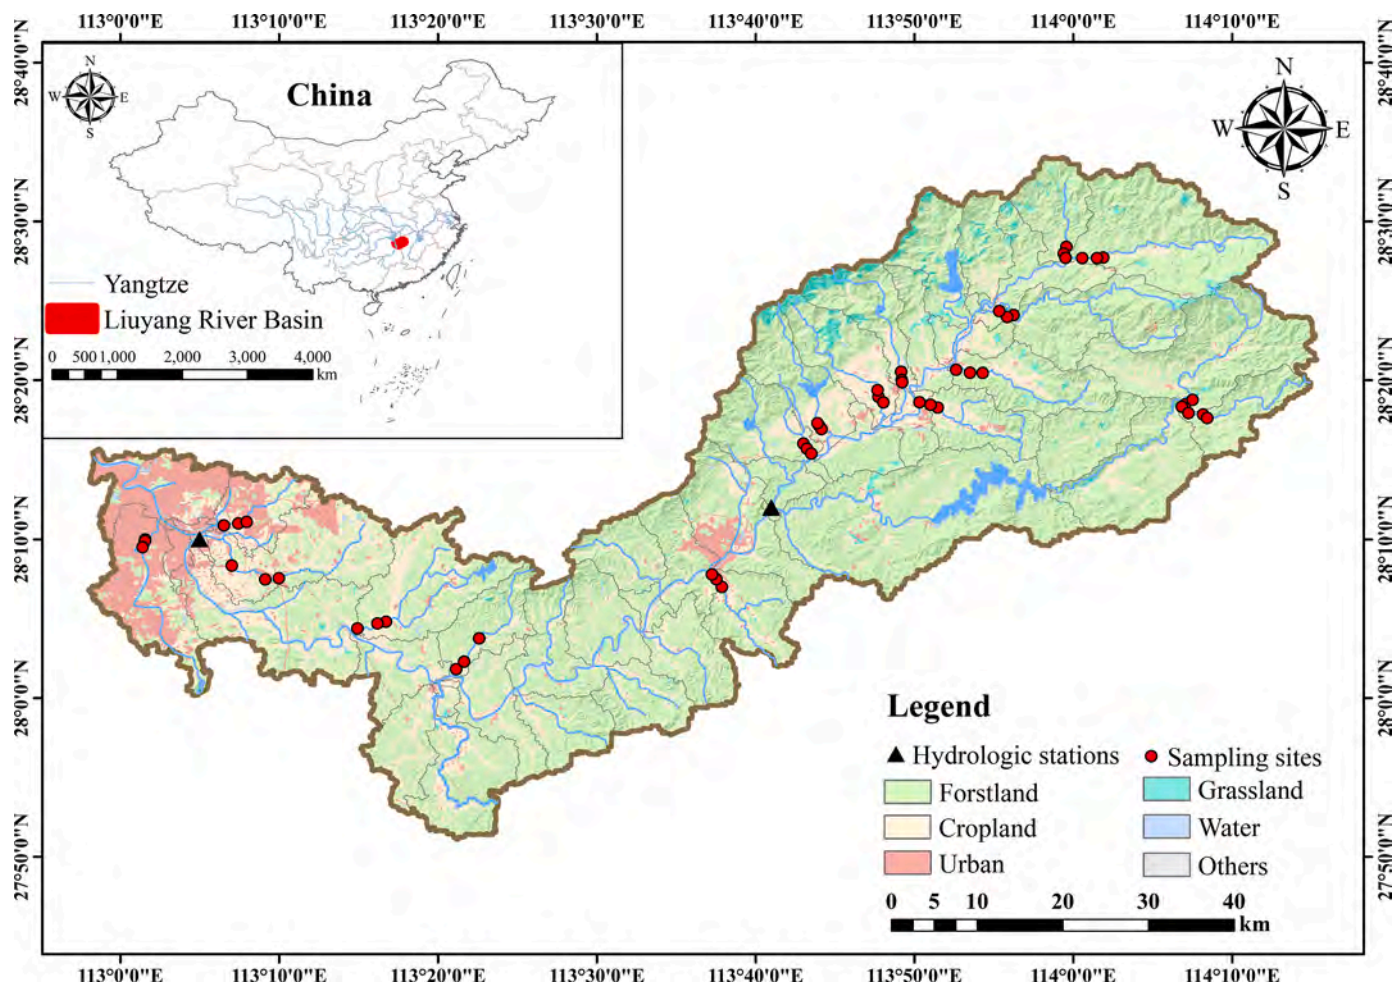 113°0'0"E 113°10'0"E 113°20'0"E 113°30'0"E 113°40'0"E 113°50'0"E 114°0'0"E 114°10'0"E
28°40'0"N
28°30'0"N
28°20'0"N
28°10'0"N
28°0'0"N
27°50'0"N
N
W E
S
China
Yangtze
Liuyang River Basin
0 500 1,000 2,000 3,000 4,000
km
N
W E
S
28°40'0"N
28°30'0"N
28°20'0"N
28°10'0"N
28°0'0"N
27°50'0"N
Legend
Hydrologic stations Sampling sites
Forstland Grassland
Cropland Water
Urban Others
0 5 10 20 30 40
km
113°0'0"E 113°10'0"E 113°20'0"E 113°30'0"E 113°40'0"E 113°50'0"E 114°0'0"E 114°10'0"E